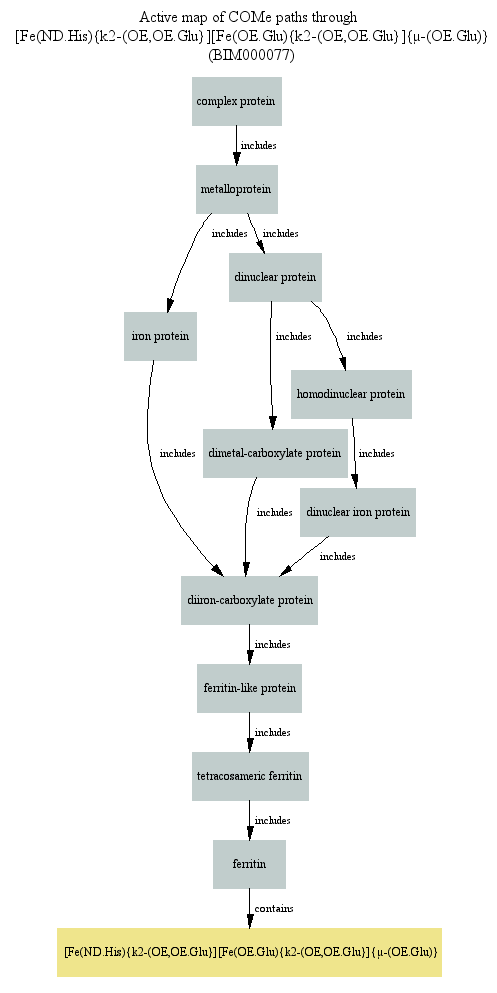 Active map of COMe paths through
[Fe(ND.His){k2-(OE,OE.Glu}][Fe(OE.Glu){k2-(OE,OE.Glu}]{μ-(OE.Glu)}
(BIM000077)
complex protein
includes
metalloprotein
includes
includes
dinuclear protein
iron protein
includes
includes
homodinuclear protein
dimetal-carboxylate protein
includes
includes
dinuclear iron protein
includes
includes
diiron-carboxylate protein
includes
ferritin-like protein
includes
tetracosameric ferritin
includes
ferritin
contains
[Fe(ND.His){k2-(OE,OE.Glu}][Fe(OE.Glu){k2-(OE,OE.Glu}]{μ-(OE.Glu)}